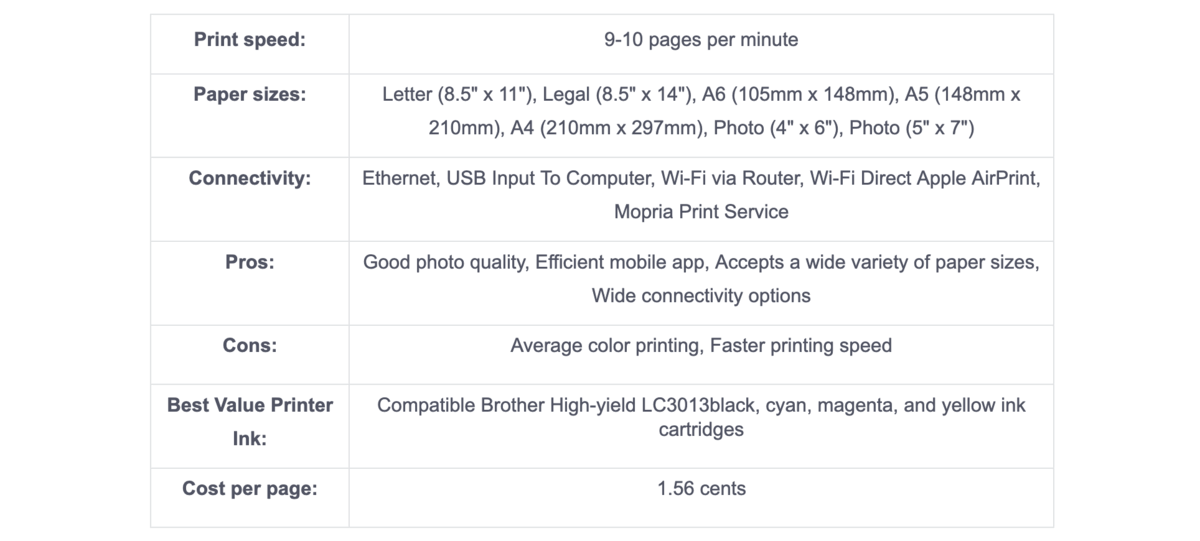 Print speed:
9-10 pages per minute
Paper sizes:
Letter (8.5" x 11"), Legal (8.5" x 14"), A6 (105mm x 148mm), A5 (148mm x
210mm), A4 (210mm x 297mm), Photo (4" x 6"), Photo (5" x 7")
Connectivity:
Ethernet, USB Input To Computer, Wi-Fi via Router, Wi-Fi Direct Apple AirPrint,
Mopria Print Service
Pros:
Good photo quality, Efficient mobile app, Accepts a wide variety of paper sizes,
Wide connectivity options
Cons:
Average color printing, Faster printing speed
Best Value Printer
Ink:
Compatible Brother High-yield LC3013black, cyan, magenta, and yellow ink
cartridges
Cost per page:
1.56 cents